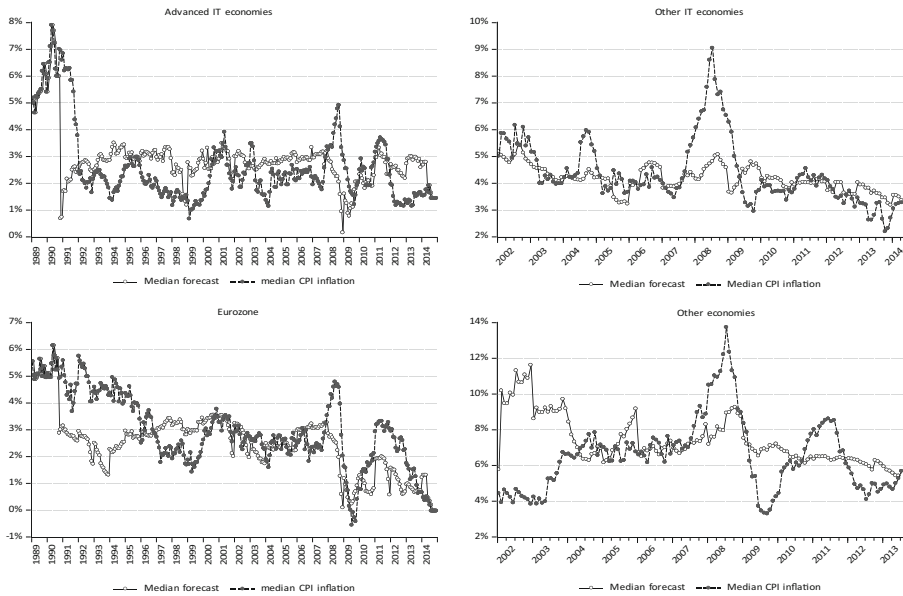 Advanced IT economies
8%
7%
6%
5%
4%
3%
2%
1%
0%
1989 1990 1991 1992 1993 1994 1995 1996 1997 1998 1999 2000 2001 2002 2003 2004 2005 2006 2007 2008 2009 2010 2011 2012 2013 2014
Median forecast median CPI inflation
Other IT economies
10%
9%
8%
7%
6%
5%
4%
3%
2%
2002 2003 2004 2005 2006 2007 2008 2009 2010 2011 2012 2013 2014
Median forecast Median CPI inflation
Eurozone
7%
6%
5%
4%
3%
2%
1%
0%
-1%
1989 1990 1991 1992 1993 1994 1995 1996 1997 1998 1999 2000 2001 2002 2003 2004 2005 2006 2007 2008 2009 2010 2011 2012 2013 2014
Median forecast median CPI inflation
Other economies
14%
12%
10%
8%
6%
4%
2%
2002 2003 2004 2005 2006 2007 2008 2009 2010 2011 2012 2013
Median forecast Median CPI inflation